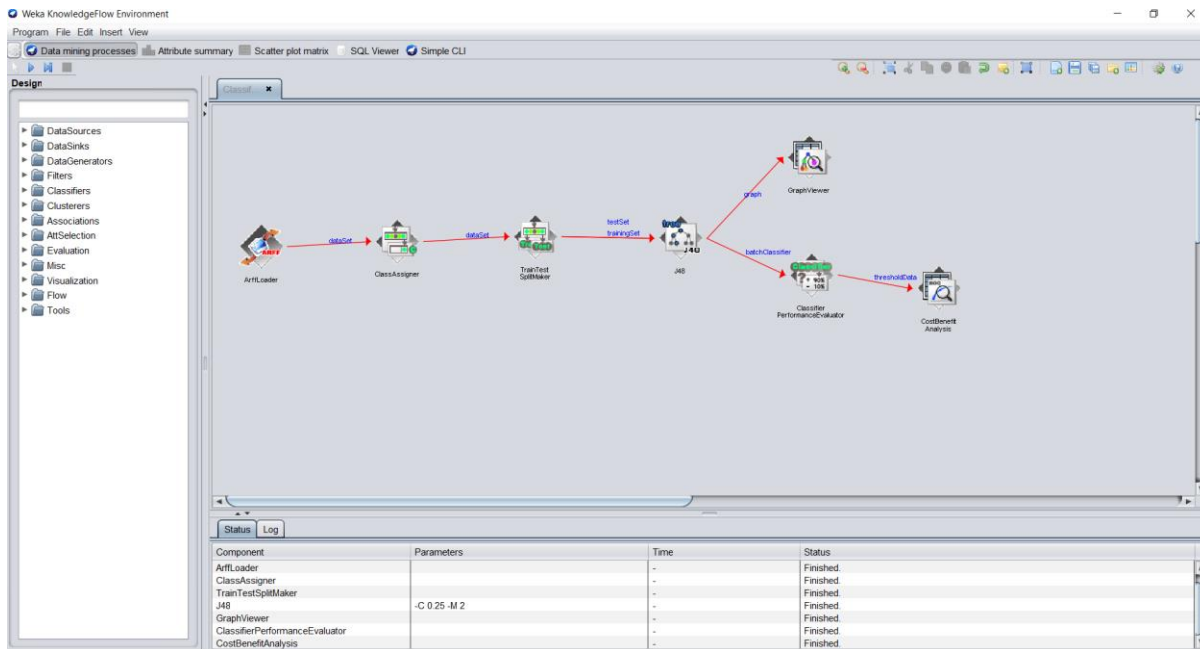 Weka KnowledgeFlow Environment
Program File Edit Insert View
Data mining processes Attribute summary Scatter plot matrix SQL Viewer Simple CLI
Design
Classif...
DataSources
DataSinks
DataGenerators
Filters
Classifiers
Clusterers
Associations
AttSelection
Evaluation
Misc
Visualization
Flow
Tools
GraphViewer
graph
testSet
trainingSet
dataSet
dataSet
J48
ArffLoader
ClassAssigner
TrainTest
SplitMaker
J48
batchClassifier
Classifier
PerformanceEvaluator
thresholdData
CostBenefit
Analysis
Status Log
Component Parameters Time Status
ArffLoader - Finished.
ClassAssigner - Finished.
TrainTestSplitMaker - Finished.
J48 -C 0.25 -M 2 - Finished.
GraphViewer - Finished.
ClassifierPerformanceEvaluator - Finished.
CostBenefitAnalysis - Finished.